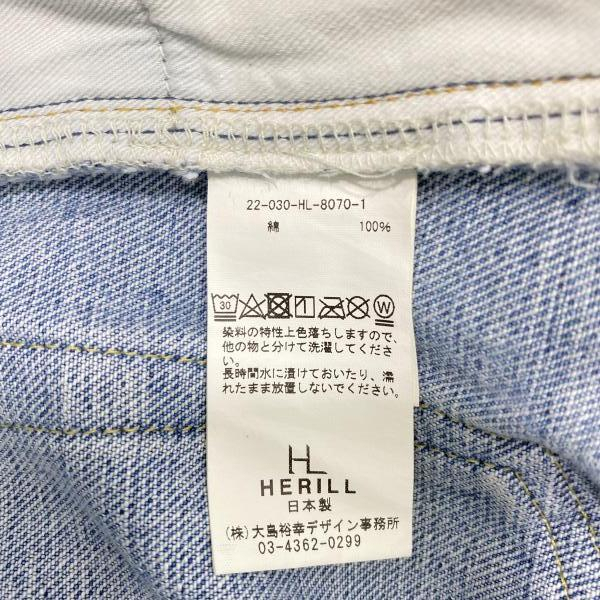 22-030-HL-8070-1
綿 100%
30 W
染料の特性上色落ちしますので、
他の物と分けて洗濯してくださ
い。
長時間水に漬けておいたり、濡
れたまま放置しないでください。
HL
HERILL
日本製
(株)大島裕幸デザイン事務所
03-4362-0299